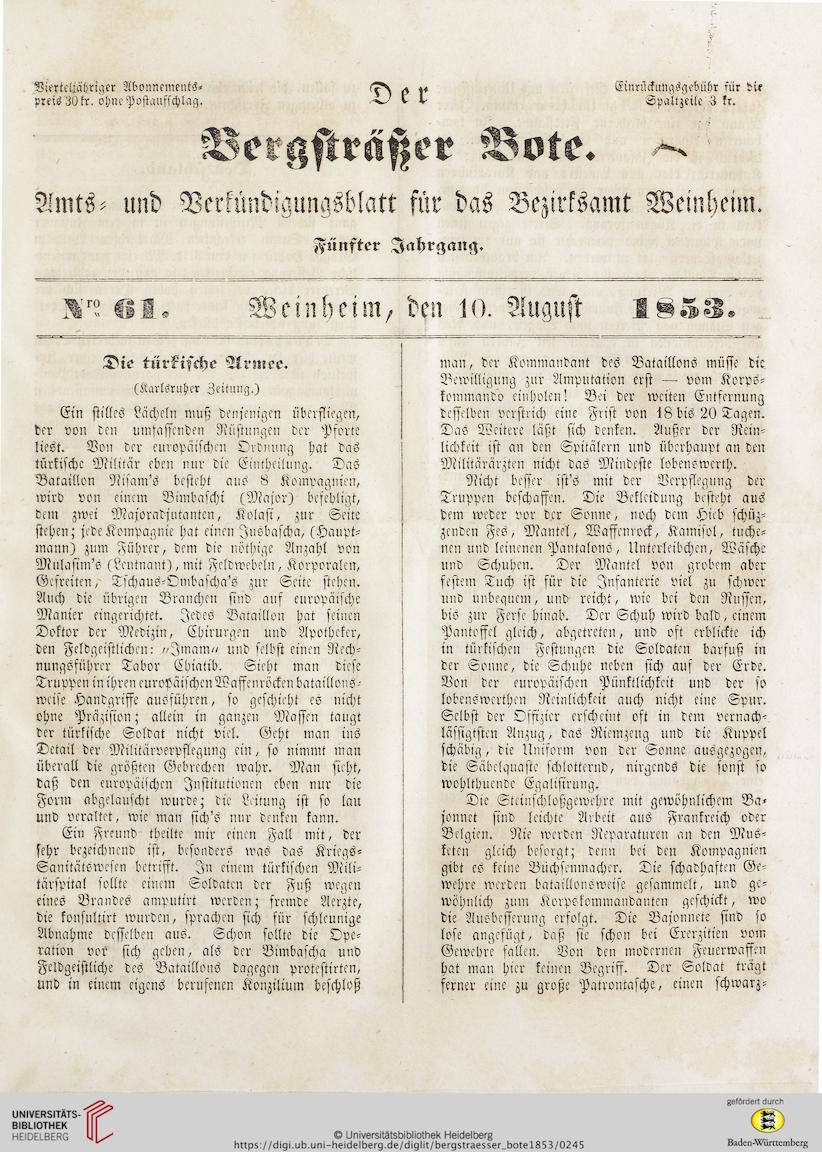 Vierteljähriger Abonnements-
preis 30 kr. ohne Postaufschlag.
Der
Einrückungsgebühr für die
Spaltzeile 3 kr.
Bergsträßer Bote.
Amts- und Verkündigungsblatt für das Bezirksamt Weinheim.
Fünfter Jahrgang.
Nro 61. Weinheim, den 10. August 1853.
Die türkische Armee.
(Karlsruher Zeitung.)
Ein stilles Lächeln muß denjenigen überfliegen,
der von den umfassenden Rüstungen der Pforte
liest. Von der europäischen Ordnung hat das
türkische Militär eben nur die Eintheilung. Das
Bataillon Nisam's besteht aus 8 Kompagnien,
wird von einem Bimbaschi (Major) befehligt,
dem zwei Majoradjutanten, Kolasi, zur Seite
stehen; jede Kompagnie hat einen Jusbascha, (Haupt-
mann) zum Führer, dem die nöthige Anzahl von
Mulasim's (Leutnant), mit Feldwebeln, Korporalen,
Gefreiten, Tschaus-Ombascha's zur Seite stehen.
Auch die übrigen Branchen sind auf europäische
Manier eingerichtet. Jedes Bataillon hat seinen
Doktor der Medizin, Chirurgen und Apotheker,
den Feldgeistlichen: „Imam„ und selbst einen Rech-
nungsführer Tabor Chiatib. Sieht man diese
Truppen in ihren europäischen Waffenröcken bataillons-
weise Handgriffe ausführen, so geschieht es nicht
ohne Präzision; allein in ganzen Massen taugt
der türkische Soldat nicht viel. Geht man ins
Detail der Militärverpflegung ein, so nimmt man
überall die größten Gebrechen wahr. Man sieht,
daß den europäischen Institutionen eben nur die
Form abgelauscht wurde; die Leitung ist so lau
und veraltet, wie man sich's nur denken kann.
Ein Freund theilte mir einen Fall mit, der
sehr bezeichnend ist, besonders was das Kriegs-
Sanitätswesen betrifft. In einem türkischen Mili-
tärspital sollte einem Soldaten der Fuß wegen
eines Brandes amputirt werden; fremde Aerzte,
die konsultirt wurden, sprachen sich für schleunige
Abnahme desselben aus. Schon sollte die Ope-
ration vor sich gehen, als der Bimbascha und
Feldgeistliche des Bataillons dagegen protestirten,
und in einem eigens berufenen Konzilium beschloß
man, der Kommandant des Bataillons müsse die
Bewilligung zur Amputation erst — vom Korps-
kommando einholen! Bei der weiten Entfernung
desselben verstrich eine Frist von 18 bis 20 Tagen.
Das Weitere läßt sich denken. Außer der Rein-
lichkeit ist an den Spitälern und überhaupt an den
Militärärzten nicht das Mindeste lobenswerth.
Nicht besser ist's mit der Verpflegung der
Truppen beschaffen. Die Bekleidung besteht aus
dem weder vor der Sonne, noch dem Hieb schüz-
zenden Fes, Mantel, Waffenrock, Kamisol, tuche-
nen und leinenen Pantalons, Unterleibchen, Wäsche
und Schuhen. Der Mantel von grobem aber
festem Tuch ist für die Infanterie viel zu schwer
und unbequem, und reicht, wie bei den Russen,
bis zur Ferse hinab. Der Schuh wird bald, einem
Pantoffel gleich, abgetreten, und oft erblickte ich
in türkischen Festungen die Soldaten barfuß in
der Sonne, die Schuhe neben sich auf der Erde.
Von der europäischen Pünktlichkeit und der so
lobenswerthen Reinlichkeit auch nicht eine Spur.
Selbst der Offizier erscheint oft in dem vernach-
lässigtsten Anzug, das Riemzeug und die Kuppel
schäbig, die Uniform von der Sonne ausgezogen,
die Säbelquaste schlotternd, nirgends die sonst so
wohlthuende Egalisirung.
Die Steinschloßgewehre mit gewöhnlichem Ba-
jonnet sind leichte Arbeit aus Frankreich oder
Belgien. Nie werden Reparaturen an den Mus-
keten gleich besorgt; denn bei den Kompagnien
gibt es keine Büchsenmacher. Die schadhaften Ge-
wehre werden bataillonsweise gesammelt, und ge-
wöhnlich zum Korpskommandanten geschickt, wo
die Ausbesserung erfolgt. Die Bajonnete sind so
lose angefügt, daß sie schon bei Exerzitien vom
Gewehre fallen. Von den modernen Feuerwaffen
hat man hier keinen Begriff. Der Soldat trägt
ferner eine zu große Patrontasche, einen schwarz-
UNIVERSITÄTS-
BIBLIOTHEK
HEIDELBERG
© Universitätsbibliothek Heidelberg
https://digi.ub.uni-heidelberg.de/diglit/bergstraesser_bote1853/0245
gefördert durch
Baden-Württemberg